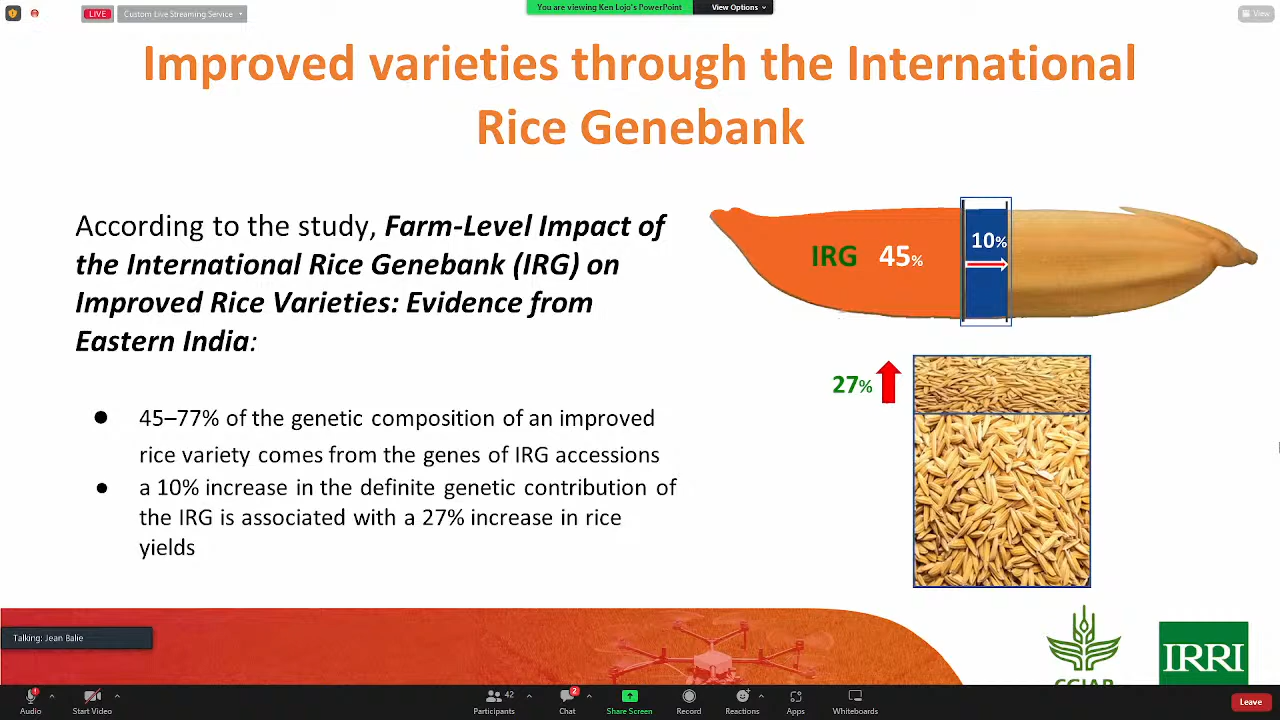 LIVE
Custom Live Streaming Service
You are viewing Ken Lojo's PowerPoint
View Options
View
Improved varieties through the International
Rice Genebank
According to the study, Farm-Level Impact of
the International Rice Genebank (IRG) on
Improved Rice Varieties: Evidence from
Eastern India:
● 45–77% of the genetic composition of an improved
rice variety comes from the genes of IRG accessions
● a 10% increase in the definite genetic contribution of
the IRG is associated with a 27% increase in rice
yields
IRG 45%
10%
27%
Talking: Jean Balie
CGIAR
IRRI
Audio
Start Video
Participants
42
Chat
2
Share Screen
Record
Reactions
Apps
Whiteboards
Leave